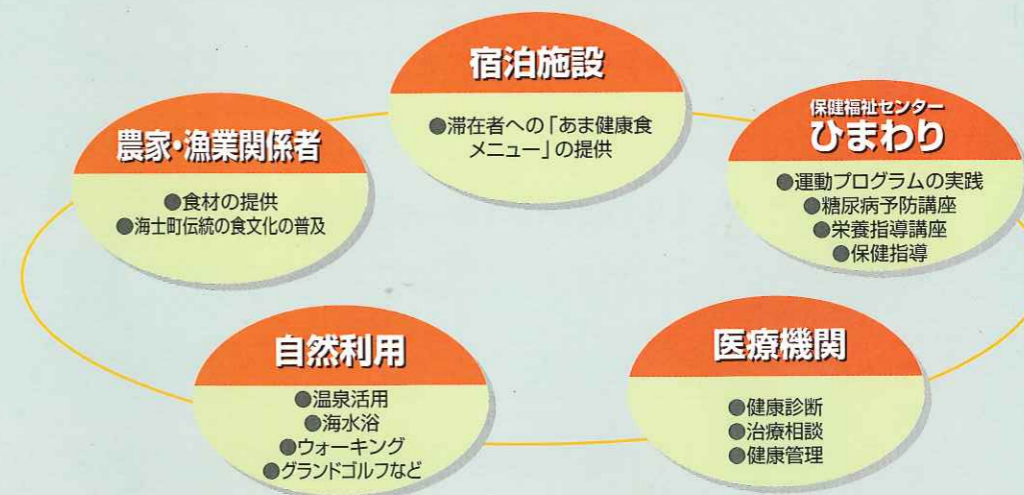 宿泊施設
●滞在者への「あま健康食
メニュー」の提供
保健福祉センター
ひまわり
●運動プログラムの実践
●糖尿病予防講座
●栄養指導講座
●保健指導
農家・漁業関係者
●食材の提供
●海士町伝統の食文化の普及
自然利用
●温泉活用
●海水浴
●ウォーキング
●グランドゴルフなど
医療機関
●健康診断
●治療相談
●健康管理